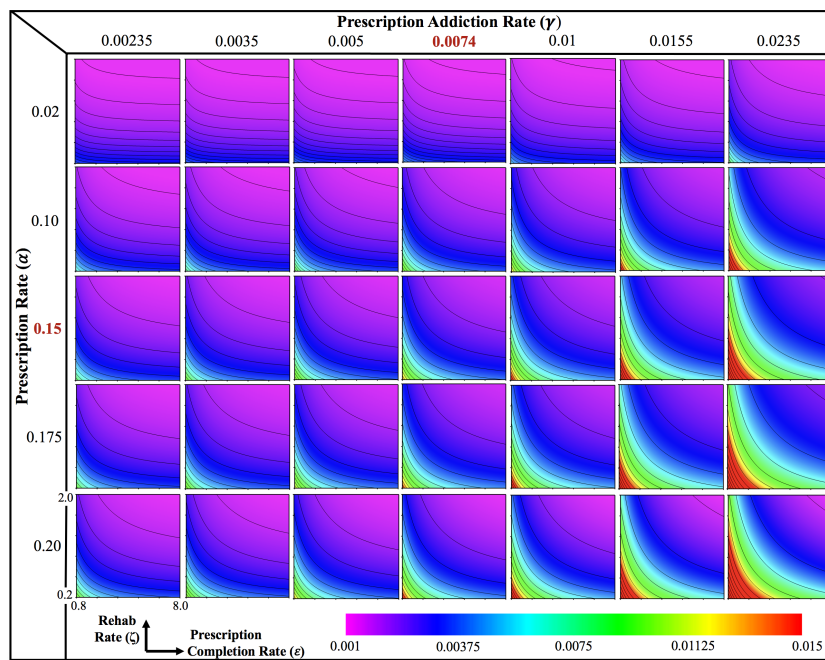 Prescription Addiction Rate (γ)
0.00235 0.0035 0.005 0.0074 0.01 0.0155 0.0235
Prescription Rate (α)
0.02
0.10
0.15
0.175
0.20
2.0
0.2
0.8 8.0
Rehab
Rate (ζ)
Prescription
Completion Rate (ε)
0.001 0.00375 0.0075 0.01125 0.015